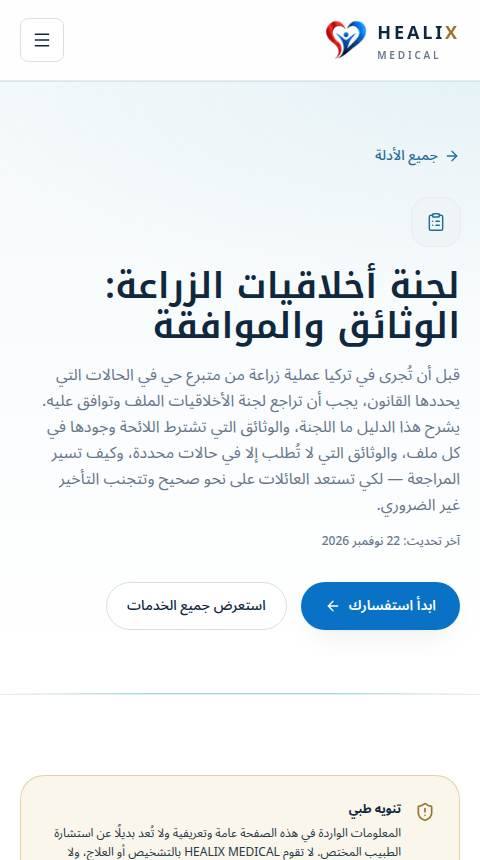 HEALIX
MEDICAL
جميع الأدلة
لجنة أخلاقيات الزراعة:
الوثائق والموافقة
قبل أن تُجرى في تركيا عملية زراعة من متبرع حي في الحالات التي
يحددها القانون، يجب أن تراجع لجنة الأخلاقيات الملف وتوافق عليه.
يشرح هذا الدليل ما اللجنة، والوثائق التي تشترط اللائحة وجودها في
كل ملف، والوثائق التي لا تُطلب إلا في حالات محددة، وكيف تسير
المراجعة — لكي تستعد العائلات على نحو صحيح وتتجنب التأخير
غير الضروري.
آخر تحديث: 22 نوفمبر 2026
ابدأ استفسارك
استعرض جميع الخدمات
تنويه طبي
المعلومات الواردة في هذه الصفحة عامة وتعريفية ولا تُعد بديلًا عن استشارة
الطبيب المختص. لا تقوم HEALIX MEDICAL بالتشخيص أو العلاج، ولا